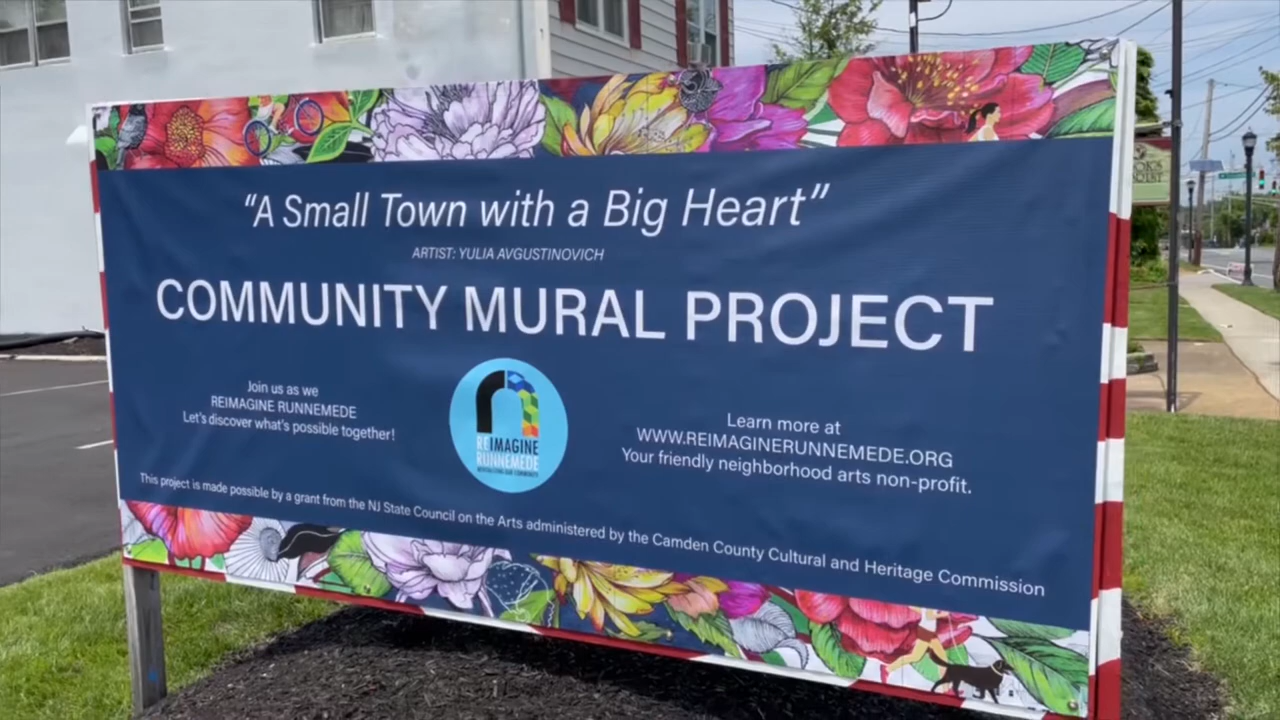 "A Small Town with a Big Heart"
ARTIST: YULIA AVGUSTINOVICH
COMMUNITY MURAL PROJECT
Join us as we
REIMAGINE RUNNEMEDE
Let's discover what's possible together!
REIMAGINE
RUNNEMEDE
Learn more at
WWW.REIMAGINERUNNEMEDE.ORG
Your friendly neighborhood arts non-profit.
This project is made possible by a grant from the NJ State Council on the Arts administered by the Camden County Cultural and Heritage Commission